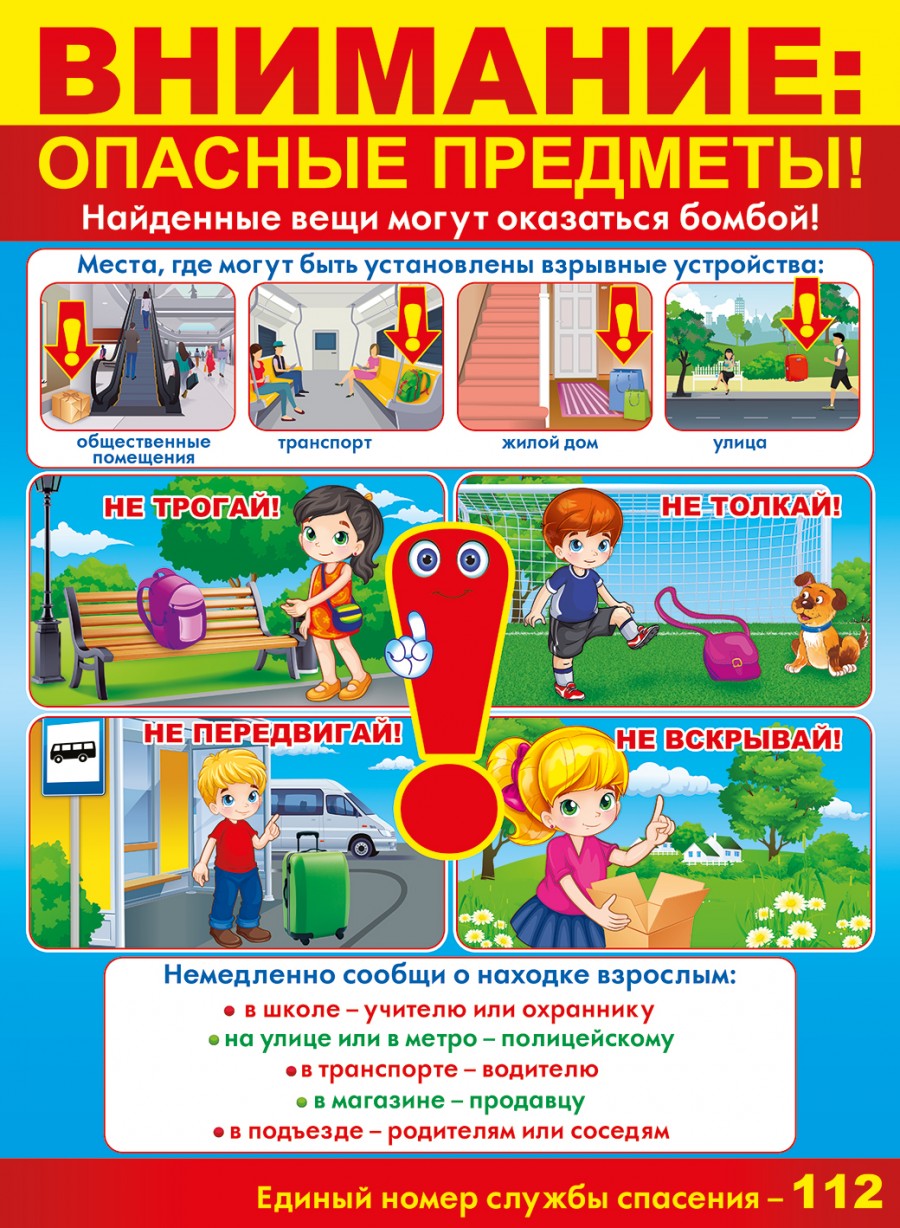 ВНИМАНИЕ:
ОПАСНЫЕ ПРЕДМЕТЫ!
Найденные вещи могут оказаться бомбой!
Места, где могут быть установлены взрывные устройства:
общественные
помещения
транспорт
жилой дом
улица
НЕ ТРОГАЙ!
НЕ ТОЛКАЙ!
НЕ ПЕРЕДВИГАЙ!
НЕ ВСКРЫВАЙ!
Немедленно сообщи о находке взрослым:
• в школе – учителю или охраннику
• на улице или в метро – полицейскому
• в транспорте – водителю
• в магазине – продавцу
• в подъезде – родителям или соседям
Единый номер службы спасения – 112